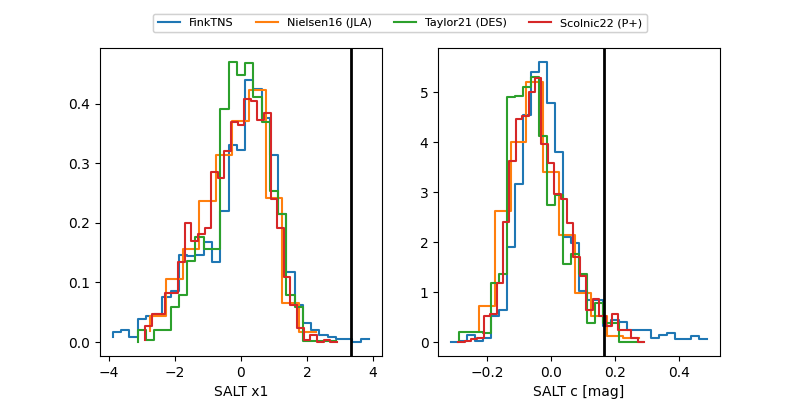 FinkTNS Nielsen16 (JLA) Taylor21 (DES) Scolnic22 (P+)
0.4
0.3
0.2
0.1
0.0
−4 −2 0 2 4
SALT x1
5
4
3
2
1
0
−0.2 0.0 0.2 0.4
SALT c [mag]